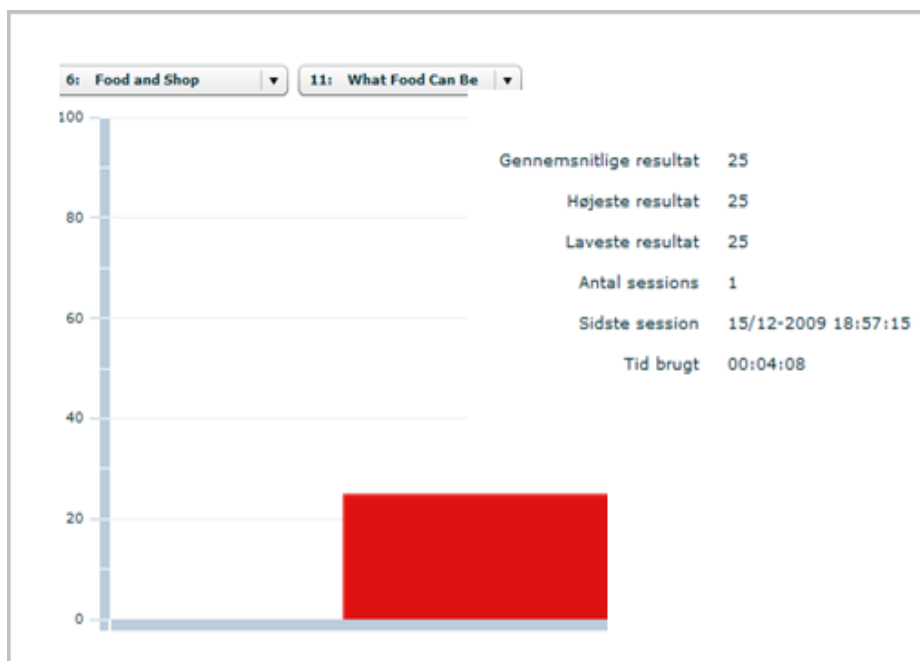 6: Food and Shop 11: What Food Can Be
100
80
60
40
20
0
Gennemsnitlige resultat 25
Højeste resultat 25
Laveste resultat 25
Antal sessions 1
Sidste session 15/12-2009 18:57:15
Tid brugt 00:04:08